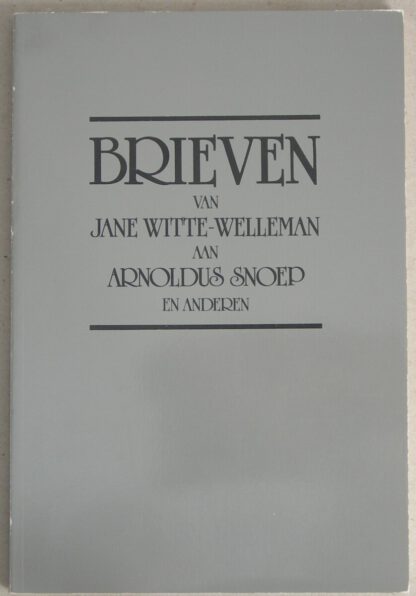 BRIEVEN
VAN
JANE WITTE-WELLEMAN
AAN
ARNOLDUS SNOEP
EN ANDEREN